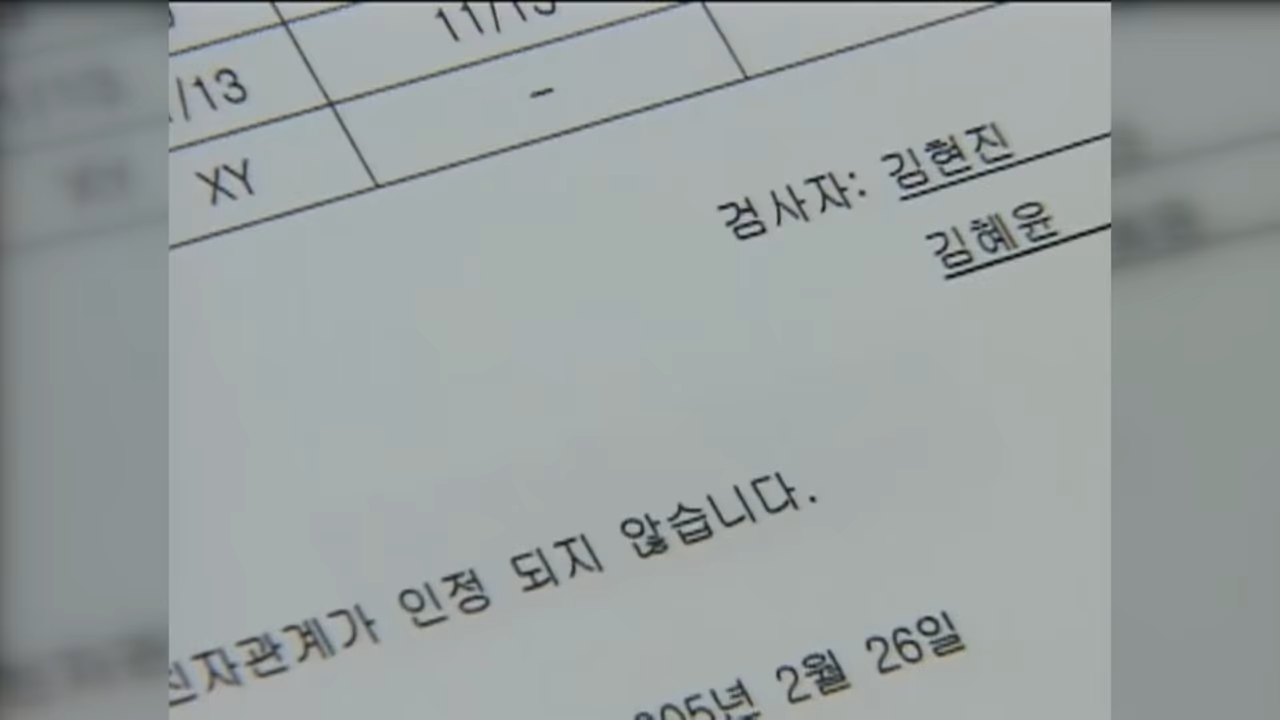 11/13
/13
-
XY
검사자: 김현진
김혜윤
친자관계가 인정 되지 않습니다.
2월 26일